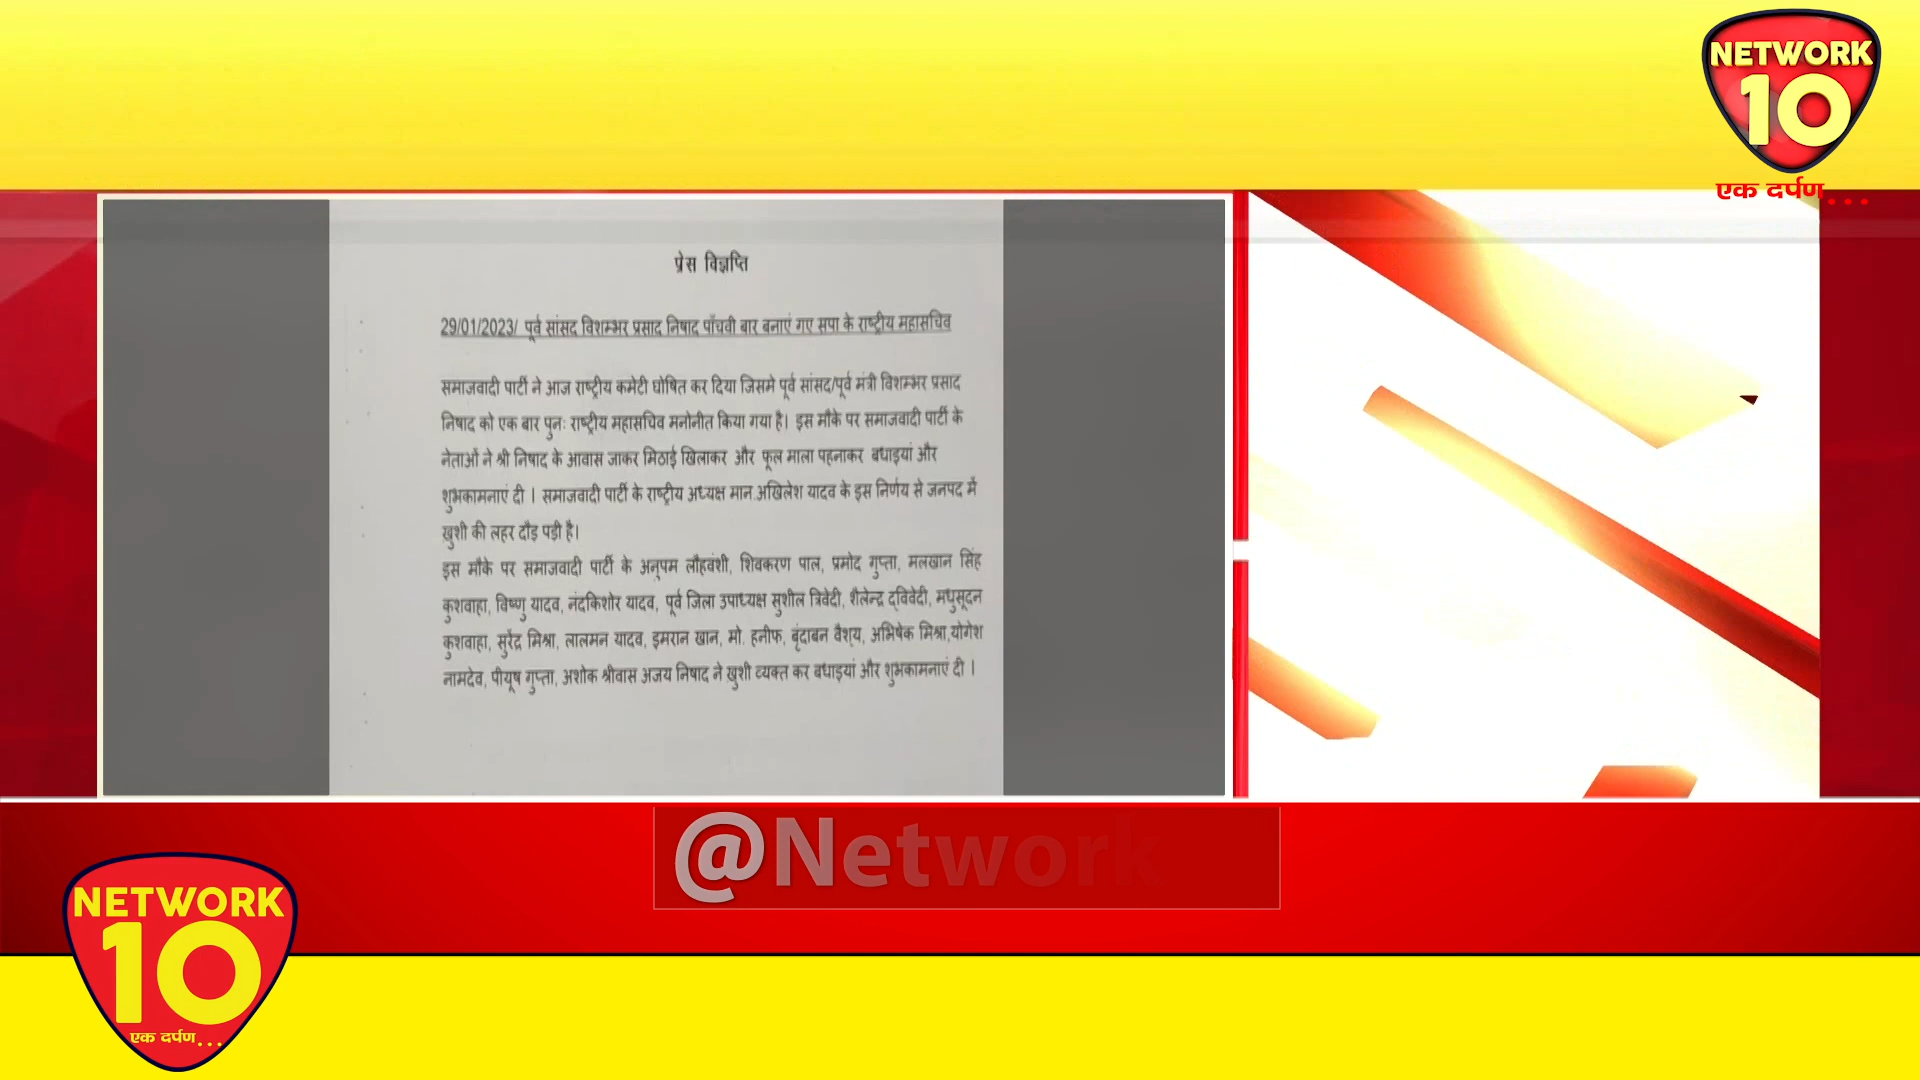 NETWORK
10
एक दर्पण...
प्रेस विज्ञप्ति
29/01/2023/ पूर्व सांसद विशम्भर प्रसाद निषाद पाँचवी बार बनाएं गए सपा के राष्ट्रीय महासचिव
समाजवादी पार्टी ने आज राष्ट्रीय कमेटी घोषित कर दिया जिसमे पूर्व सांसद/पूर्व मंत्री विशम्भर प्रसाद
निषाद को एक बार पुनः राष्ट्रीय महासचिव मनोनीत किया गया है। इस मौके पर समाजवादी पार्टी के
नेताओं ने श्री निषाद के आवास जाकर मिठाई खिलाकर और फूल माला पहनाकर बधाइयां और
शुभकामनाएं दी । समाजवादी पार्टी के राष्ट्रीय अध्यक्ष मान.अखिलेश यादव के इस निर्णय से जनपद में
खुशी की लहर दौड़ पड़ी है।
इस मौके पर समाजवादी पार्टी के अनूपम लौहवंशी, शिवकरण पाल, प्रमोद गुप्ता, मलखान सिंह
कुशवाहा, विष्णु यादव, नंदकिशोर यादव, पूर्व जिला उपाध्यक्ष सुशील त्रिवेदी, शैलेन्द्र द्विवेदी, मधुसूदन
कुशवाहा, सुरेंद्र मिश्रा, लालमन यादव, इमरान खान, मो. हनीफ, बृंदाबन वैश्य, अभिषेक मिश्रा,योगेश
नामदेव, पीयूष गुप्ता, अशोक श्रीवास अजय निषाद ने खुशी व्यक्त कर बधाइयां और शुभकामनाएं दी ।
@Network
NETWORK
10
एक दर्पण...